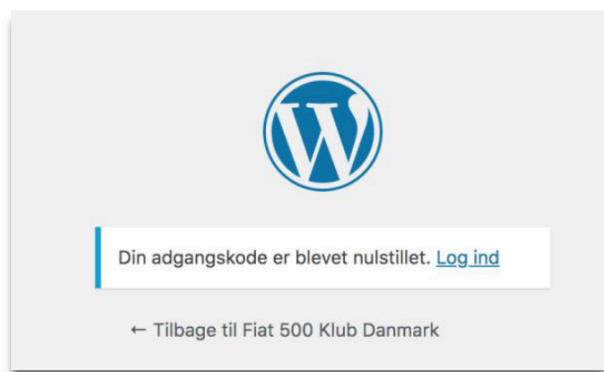 Din adgangskode er blevet nulstillet. Log ind
← Tilbage til Fiat 500 Klub Danmark